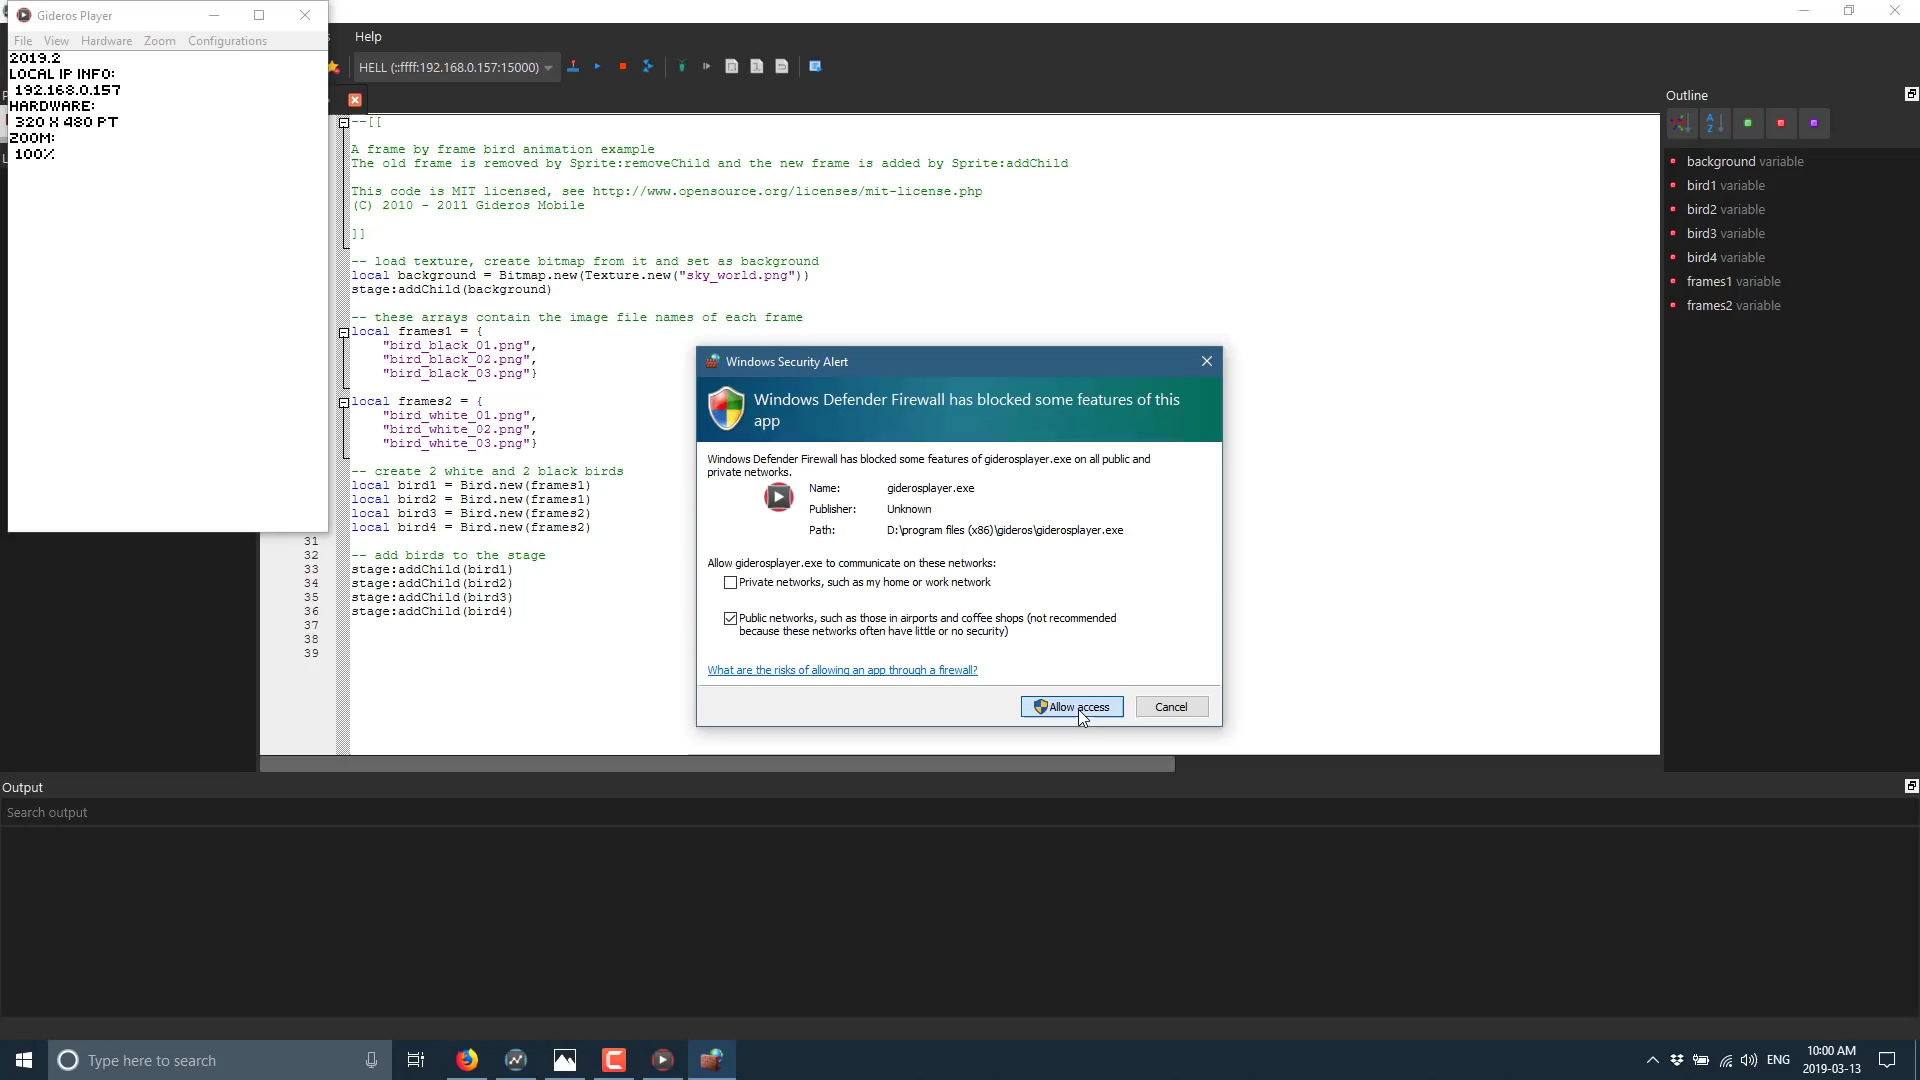 Gideros Player
File View Hardware Zoom Configurations
2019.2
LOCAL IP INFO:
192.168.0.157
HARDWARE:
320 X 480 PT
ZOOM:
100%
Help
HELL (::ffff:192.168.0.157:15000)
--[[
A frame by frame bird animation example
The old frame is removed by Sprite:removeChild and the new frame is added by Sprite:addChild
This code is MIT licensed, see http://www.opensource.org/licenses/mit-license.php
(C) 2010 - 2011 Gideros Mobile
]]
-- load texture, create bitmap from it and set as background
local background = Bitmap.new(Texture.new("sky_world.png"))
stage:addChild(background)
-- these arrays contain the image file names of each frame
local frames1 = {
"bird_black_01.png",
"bird_black_02.png",
"bird_black_03.png"}
local frames2 = {
"bird_white_01.png",
"bird_white_02.png",
"bird_white_03.png"}
-- create 2 white and 2 black birds
local bird1 = Bird.new(frames1)
local bird2 = Bird.new(frames1)
local bird3 = Bird.new(frames2)
local bird4 = Bird.new(frames2)
31
32 -- add birds to the stage
33 stage:addChild(bird1)
34 stage:addChild(bird2)
35 stage:addChild(bird3)
36 stage:addChild(bird4)
37
38
39
Windows Security Alert
Windows Defender Firewall has blocked some features of this
app
Windows Defender Firewall has blocked some features of giderosplayer.exe on all public and
private networks.
Name: giderosplayer.exe
Publisher: Unknown
Path: D:\program files (x86)\gideros\giderosplayer.exe
Allow giderosplayer.exe to communicate on these networks:
Private networks, such as my home or work network
Public networks, such as those in airports and coffee shops (not recommended
because these networks often have little or no security)
What are the risks of allowing an app through a firewall?
Allow access Cancel
Outline
background variable
bird1 variable
bird2 variable
bird3 variable
bird4 variable
frames1 variable
frames2 variable
Output
Search output
Type here to search
ENG
10:00 AM
2019-03-13